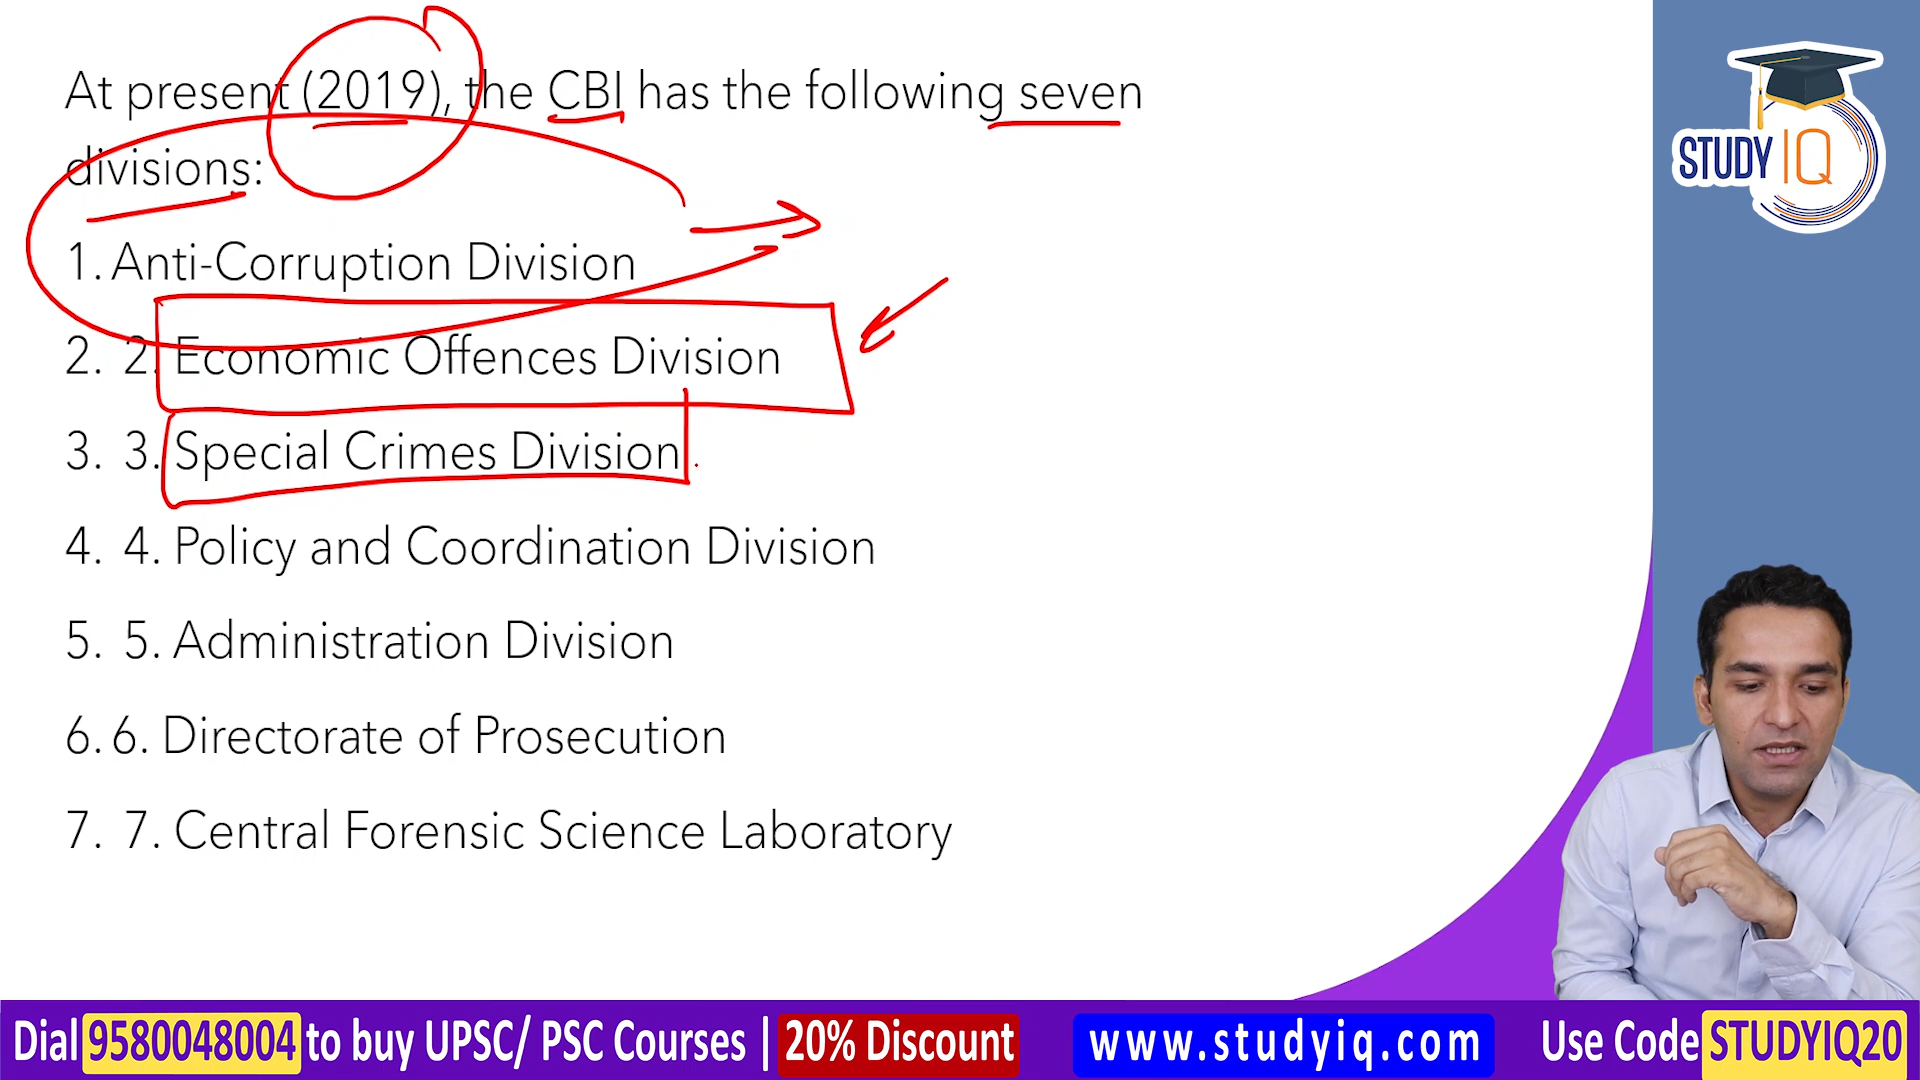 At present (2019), the CBI has the following seven
divisions:
1. Anti-Corruption Division
2. 2. Economic Offences Division
3. 3. Special Crimes Division
4. 4. Policy and Coordination Division
5. 5. Administration Division
6. 6. Directorate of Prosecution
7. 7. Central Forensic Science Laboratory
STUDY IQ
Dial 9580048004 to buy UPSC/ PSC Courses | 20% Discount www.studyiq.com Use Code STUDYIQ20